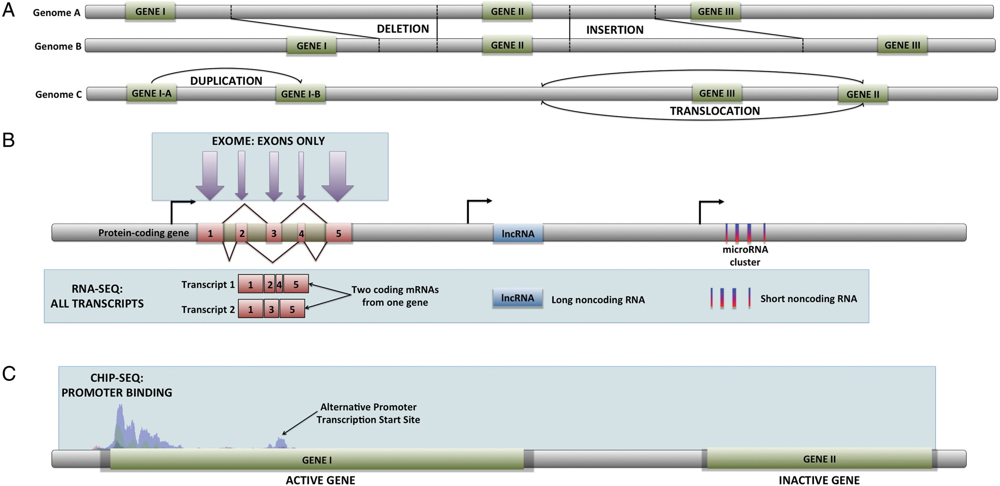 A
Genome A
GENE I
GENE II
GENE III
DELETION
INSERTION
Genome B
GENE I
GENE II
GENE III
DUPLICATION
Genome C
GENE I-A
GENE I-B
GENE III
GENE II
TRANSLOCATION
B
EXOME: EXONS ONLY
Protein-coding gene
1
2
3
4
5
lncRNA
microRNA
cluster
RNA-SEQ:
ALL TRANSCRIPTS
Transcript 1
1
2
4
5
Transcript 2
1
3
5
Two coding mRNAs
from one gene
lncRNA
Long noncoding RNA
Short noncoding RNA
C
CHIP-SEQ:
PROMOTER BINDING
Alternative Promoter
Transcription Start Site
GENE I
GENE II
ACTIVE GENE
INACTIVE GENE